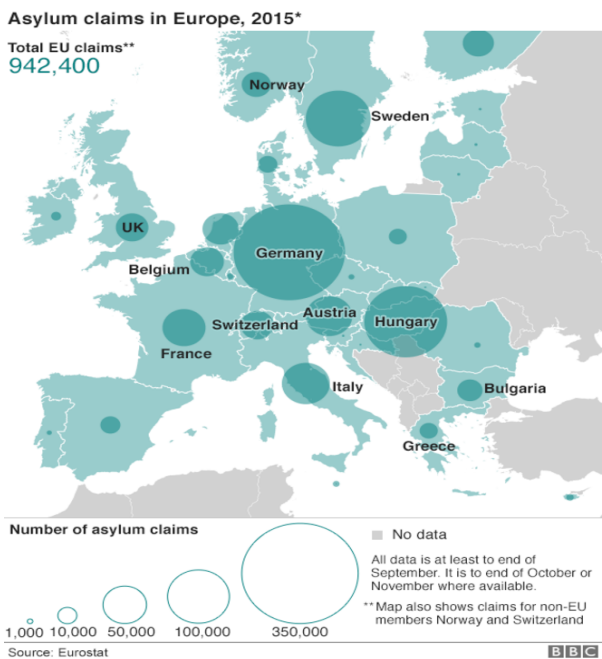 Asylum claims in Europe, 2015*
Total EU claims**
942,400
Norway
Sweden
UK
Germany
Belgium
Austria
Switzerland
Hungary
France
Italy
Bulgaria
Greece
Number of asylum claims
1,000
10,000
50,000
100,000
350,000
No data
All data is at least to end of
September. It is to end of October or
November where available.
**Map also shows claims for non-EU
members Norway and Switzerland
Source: Eurostat
BBC